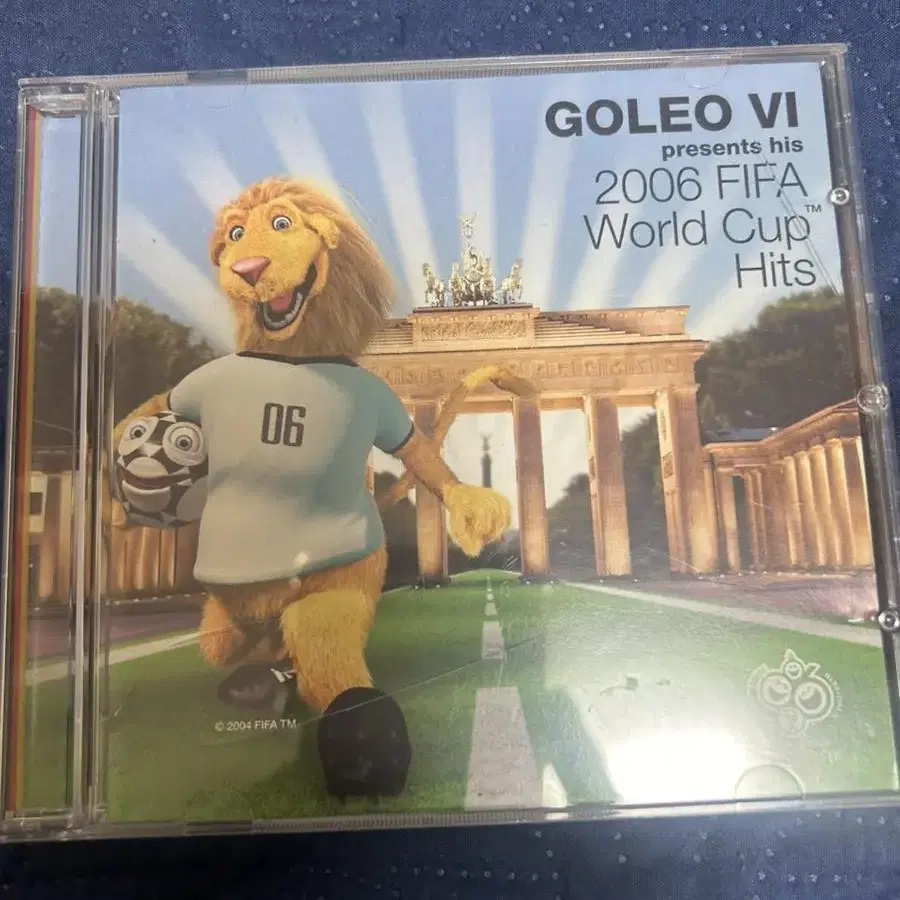 GOLEO VI
presents his
2006 FIFA
World Cup™
Hits
06
© 2004 FIFA TM